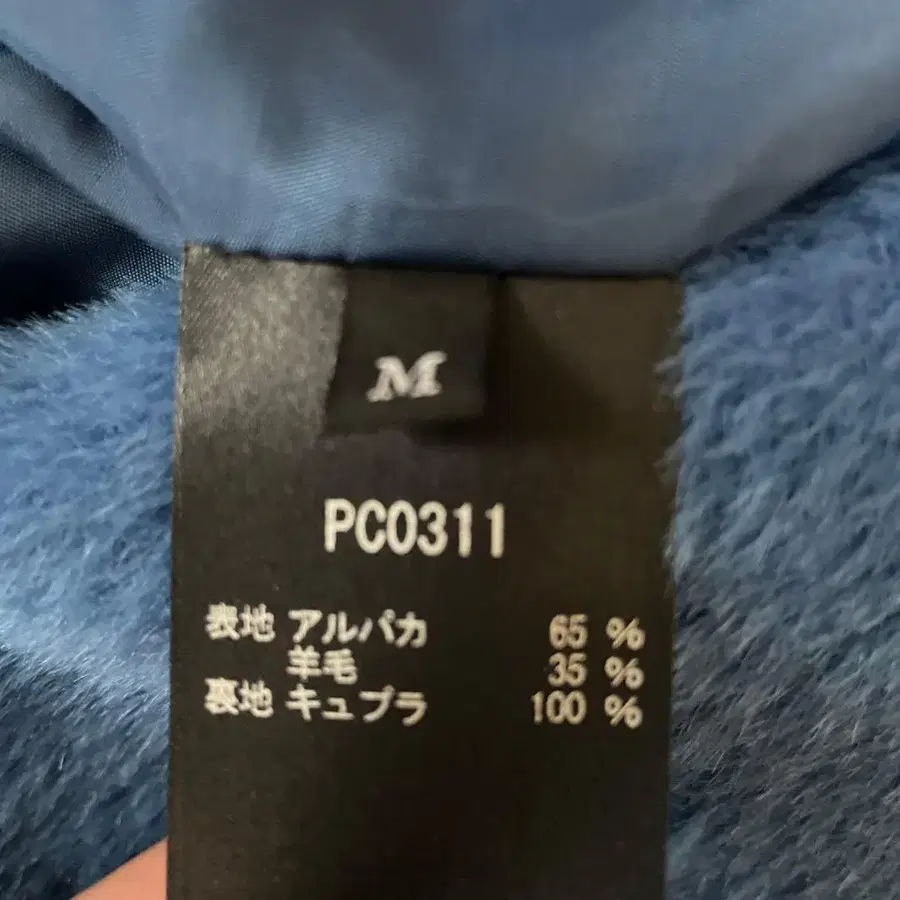 M
PC0311
表地 アルパカ 65 %
羊毛 35 %
裏地 キュプラ 100 %